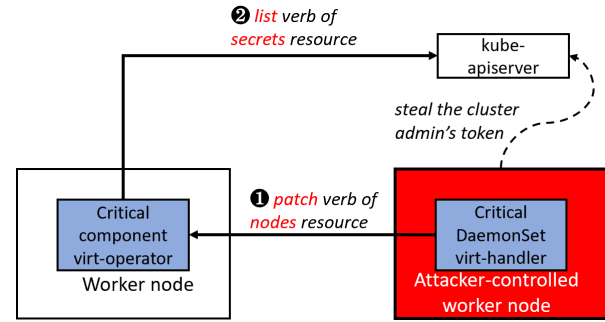 ❷ list verb of
secrets resource
kube-
apiserver
steal the cluster
admin's token
❶ patch verb of
nodes resource
Critical
component
virt-operator
Worker node
Critical
DaemonSet
virt-handler
Attacker-controlled
worker node